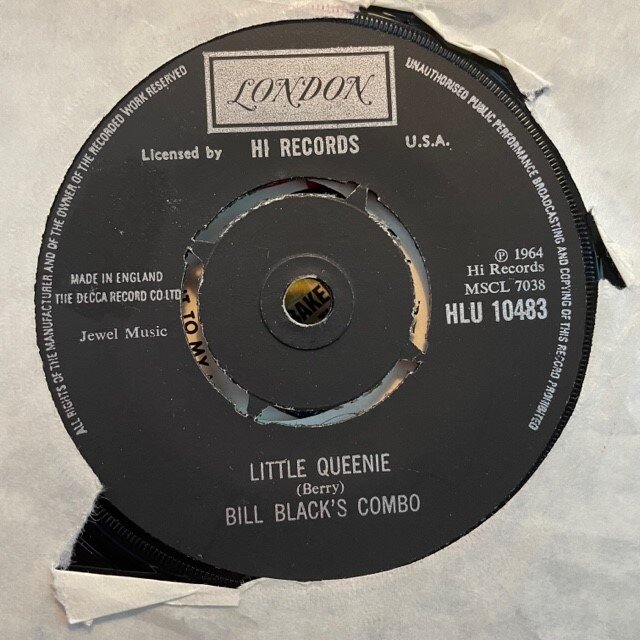 LONDON
Licensed by HI RECORDS U.S.A.
ALL RIGHTS OF THE MANUFACTURER AND OF THE OWNER OF THE RECORDED WORK RESERVED
UNAUTHORISED PUBLIC PERFORMANCE BROADCASTING AND COPYING OF THIS RECORD PROHIBITED
MADE IN ENGLAND
THE DECCA RECORD CO. LTD
Jewel Music
℗ 1964
Hi Records
MSCL 7038
HLU 10483
TO MY
LITTLE QUEENIE
(Berry)
BILL BLACK'S COMBO